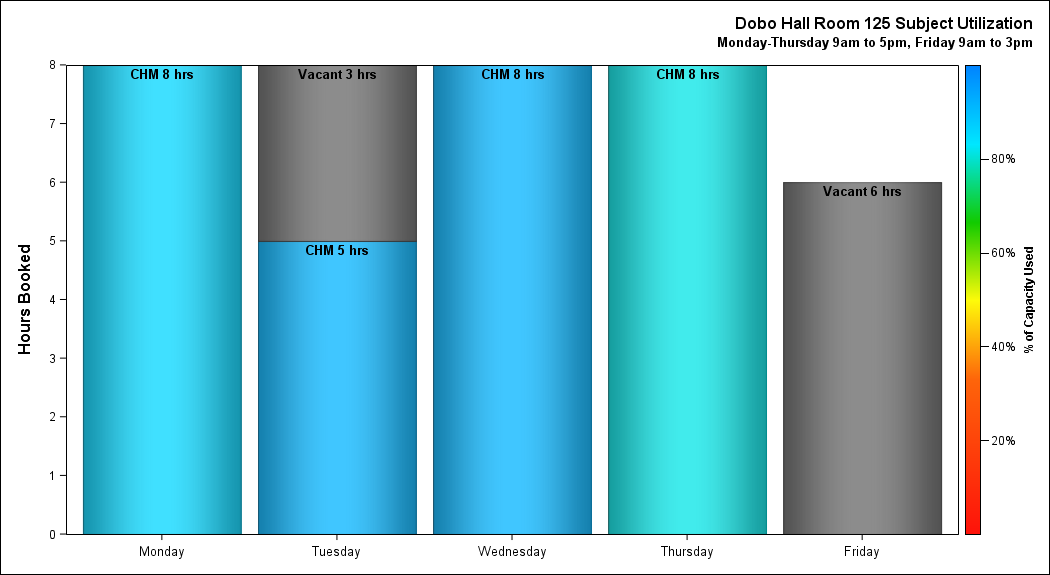 Dobo Hall Room 125 Subject Utilization
Monday-Thursday 9am to 5pm, Friday 9am to 3pm
Hours Booked
8
7
6
5
4
3
2
1
0
CHM 8 hrs
Vacant 3 hrs
CHM 5 hrs
CHM 8 hrs
CHM 8 hrs
Vacant 6 hrs
Monday
Tuesday
Wednesday
Thursday
Friday
80%
60%
40%
20%
% of Capacity Used